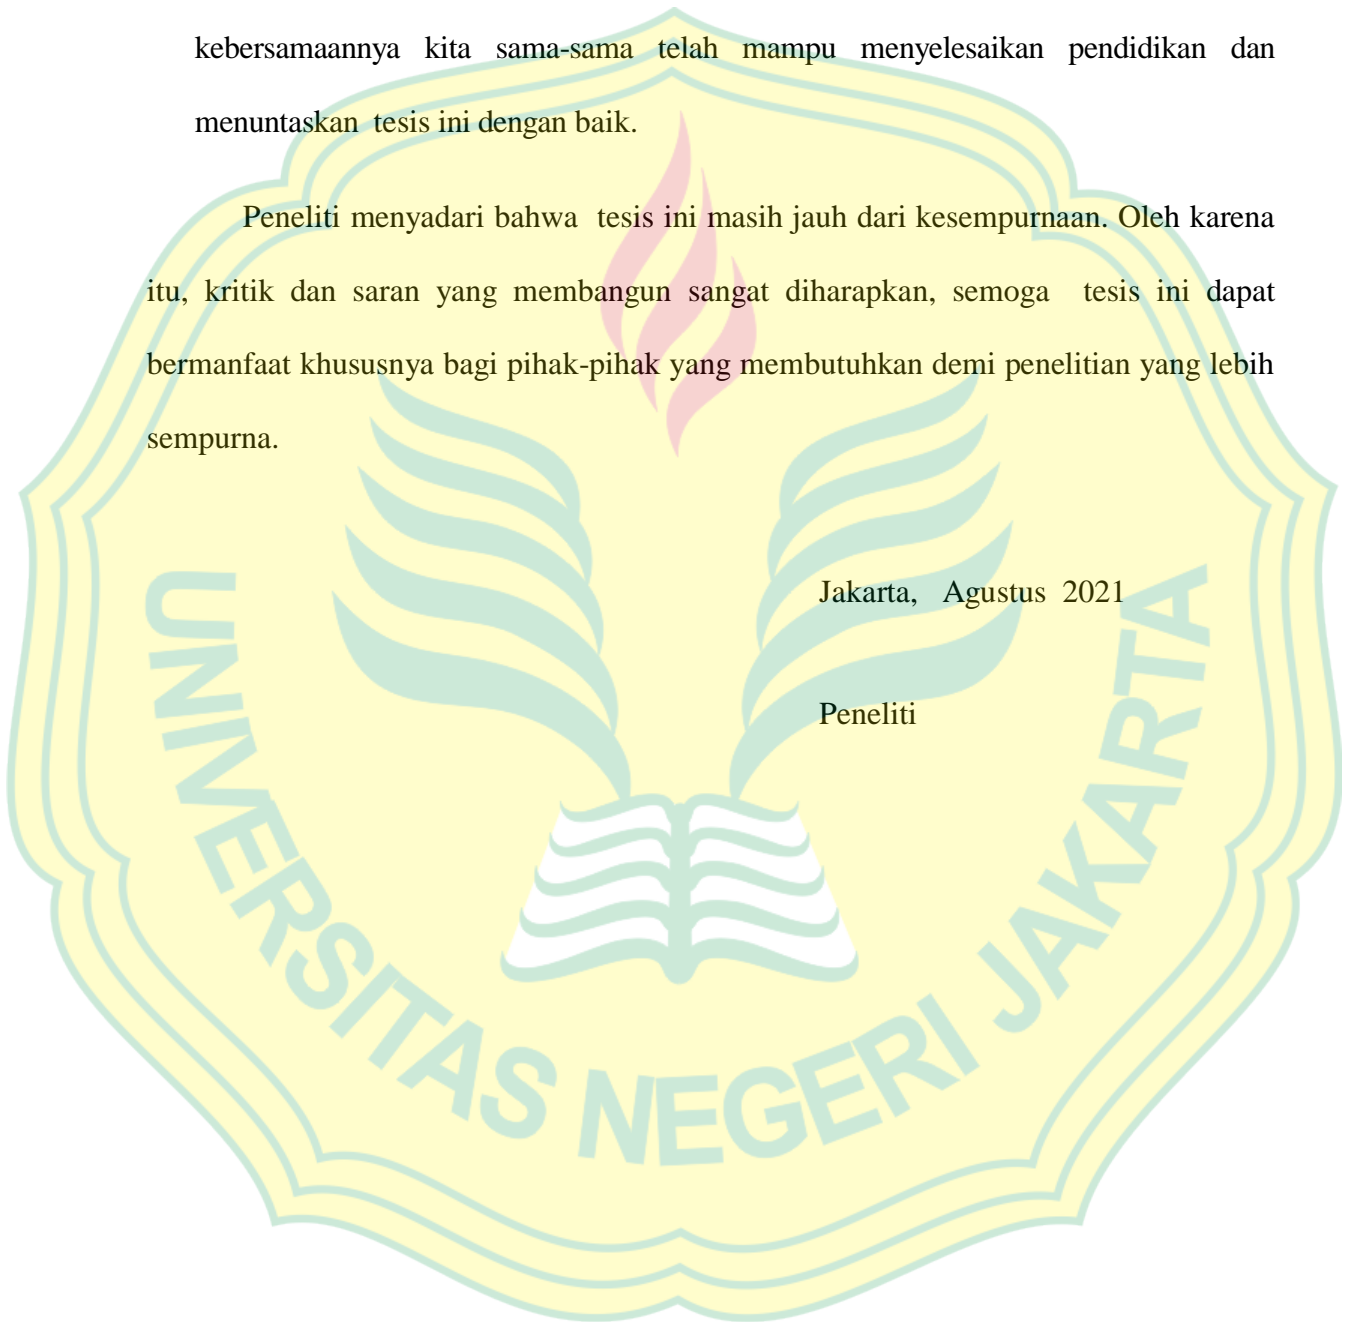 kebersamaannya kita sama-sama telah mampu menyelesaikan pendidikan dan
menuntaskan tesis ini dengan baik.
Peneliti menyadari bahwa tesis ini masih jauh dari kesempurnaan. Oleh karena
itu, kritik dan saran yang membangun sangat diharapkan, semoga tesis ini dapat
bermanfaat khususnya bagi pihak-pihak yang membutuhkan demi penelitian yang lebih
sempurna.
Jakarta, Agustus 2021
Peneliti
UNIVERSITAS NEGERI JAKARTA